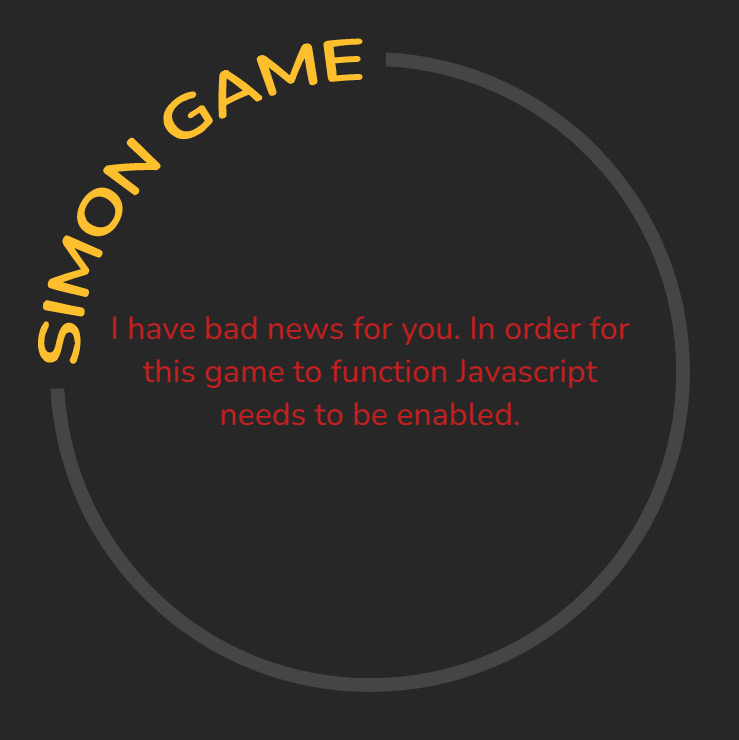 SIMON GAME
I have bad news for you. In order for
this game to function Javascript
needs to be enabled.